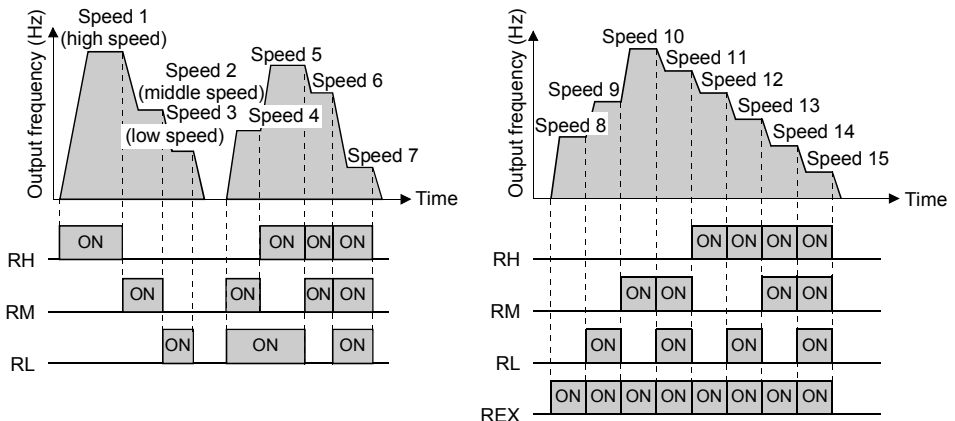 Output frequency (Hz)
Speed 1
(high speed)
Speed 2
(middle speed)
Speed 3
(low speed)
Speed 4
Speed 5
Speed 6
Speed 7
Time
RH
ON
ON
ON
ON
RM
ON
ON
ON
ON
RL
ON
ON
ON
Output frequency (Hz)
Speed 8
Speed 9
Speed 10
Speed 11
Speed 12
Speed 13
Speed 14
Speed 15
Time
RH
ON
ON
ON
ON
RM
ON
ON
ON
ON
RL
ON
ON
ON
ON
REX
ON
ON
ON
ON
ON
ON
ON
ON